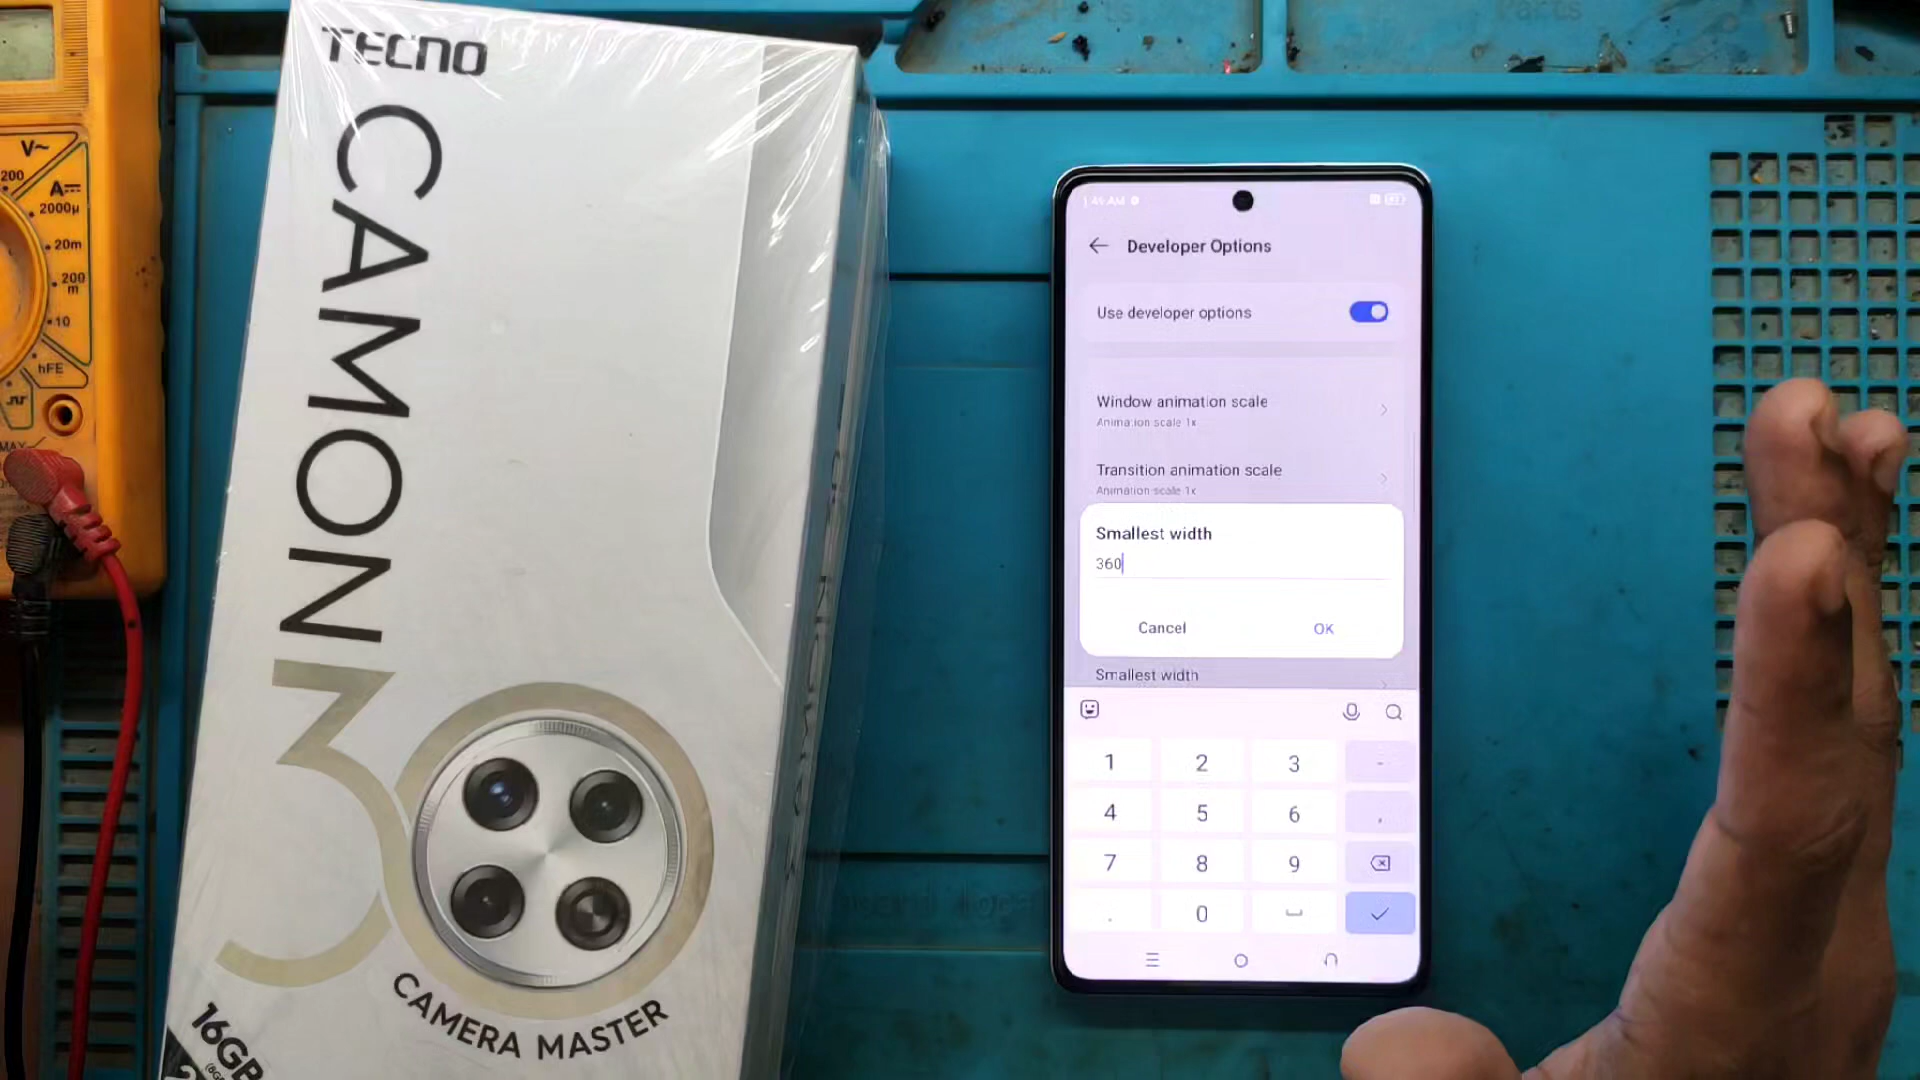 TECNO
CAMON
30
CAMERA MASTER
16GB
V~
200
A
2000µ
20m
200
m
10
hFE
MAX
Developer Options
Use developer options
Window animation scale
Animation scale 1x
Transition animation scale
Animation scale 1x
Smallest width
360
Cancel
OK
Smallest width
1 2 3 -
4 5 6 ,
7 8 9
. 0